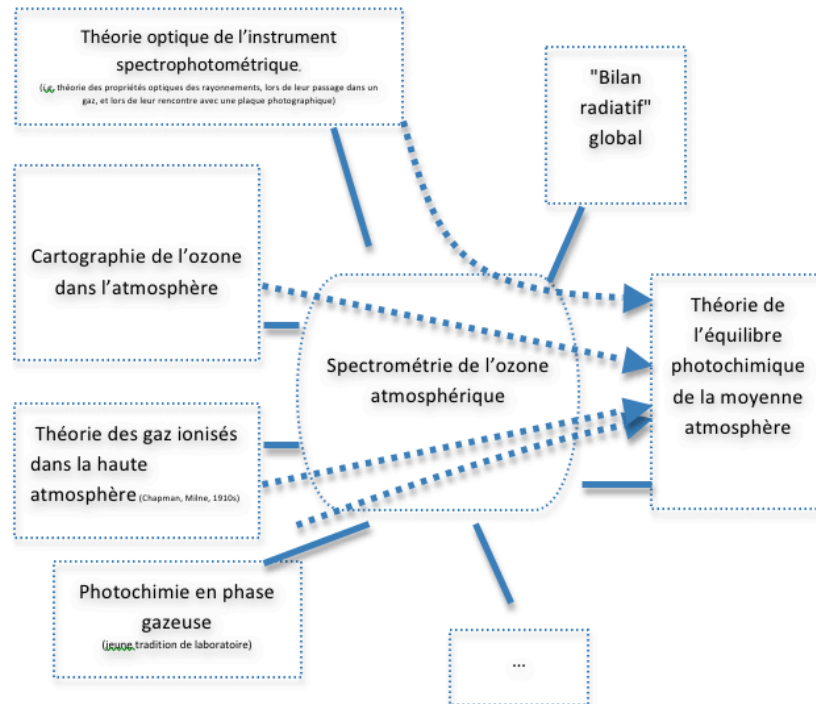 Théorie optique de l'instrument
spectrophotométrique,
(i.e. théorie des propriétés optiques des rayonnements, lors de leur passage dans un
gaz, et lors de leur rencontre avec une plaque photographique)
"Bilan
radiatif"
global
Cartographie de l'ozone
dans l'atmosphère
Spectrométrie de l'ozone
atmosphérique
Théorie de
l'équilibre
photochimique
de la moyenne
atmosphère
Théorie des gaz ionisés
dans la haute
atmosphère (Chapman, Milne, 1910s)
Photochimie en phase
gazeuse
(jeune tradition de laboratoire)
...